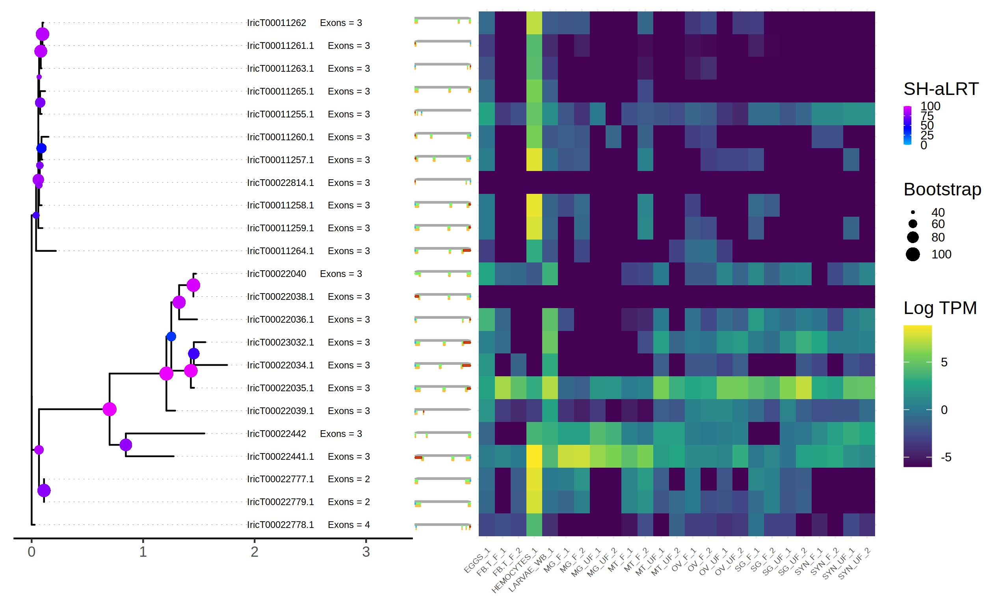 IricT00011262 Exons = 3
IricT00011261.1 Exons = 3
IricT00011263.1 Exons = 3
IricT00011265.1 Exons = 3
IricT00011255.1 Exons = 3
IricT00011260.1 Exons = 3
IricT00011257.1 Exons = 3
IricT00022814.1 Exons = 3
IricT00011258.1 Exons = 3
IricT00011259.1 Exons = 3
IricT00011264.1 Exons = 3
IricT00022040 Exons = 3
IricT00022038.1 Exons = 3
IricT00022036.1 Exons = 3
IricT00023032.1 Exons = 3
IricT00022034.1 Exons = 3
IricT00022035.1 Exons = 3
IricT00022039.1 Exons = 3
IricT00022442 Exons = 3
IricT00022441.1 Exons = 3
IricT00022777.1 Exons = 2
IricT00022779.1 Exons = 2
IricT00022778.1 Exons = 4
0 1 2 3
EGGS_1
FB.T_F_1
FB.T_F_2
HEMOCYTES_1
LARVAE_WB_1
MG_F_1
MG_F_2
MG_UF_1
MG_UF_2
MT_F_1
MT_F_2
MT_UF_1
MT_UF_2
OV_F_1
OV_F_2
OV_UF_1
OV_UF_2
SG_F_1
SG_F_2
SG_UF_1
SG_UF_2
SYN_F_1
SYN_F_2
SYN_UF_1
SYN_UF_2
SH-aLRT
100
75
50
25
0
Bootstrap
40
60
80
100
Log TPM
5
0
-5